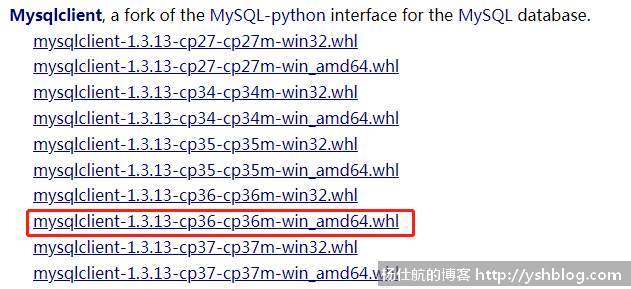 Mysqlclient, a fork of the MySQL-python interface for the MySQL database.
mysqlclient-1.3.13-cp27-cp27m-win32.whl
mysqlclient-1.3.13-cp27-cp27m-win_amd64.whl
mysqlclient-1.3.13-cp34-cp34m-win32.whl
mysqlclient-1.3.13-cp34-cp34m-win_amd64.whl
mysqlclient-1.3.13-cp35-cp35m-win32.whl
mysqlclient-1.3.13-cp35-cp35m-win_amd64.whl
mysqlclient-1.3.13-cp36-cp36m-win32.whl
mysqlclient-1.3.13-cp36-cp36m-win_amd64.whl
mysqlclient-1.3.13-cp37-cp37m-win32.whl
mysqlclient-1.3.13-cp37-cp37m-win_amd64.whl
杨仕航的博客 http://yshblog.com